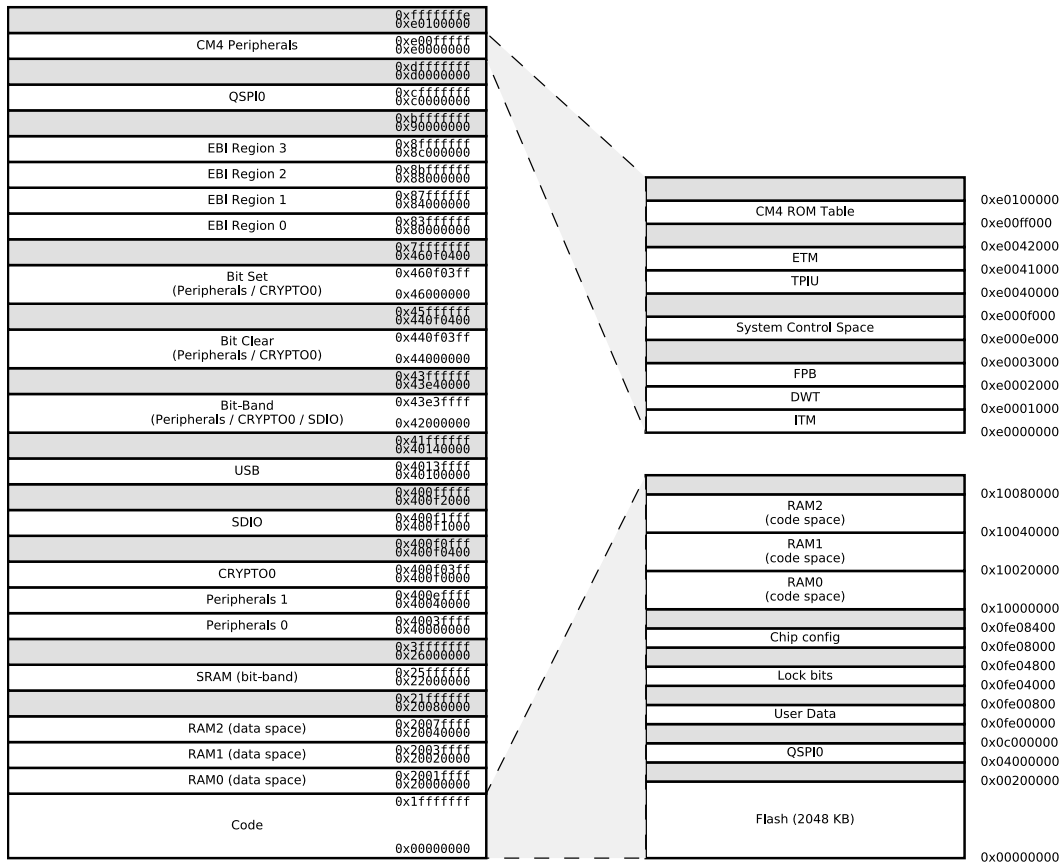 0xfffffffe
0xe0100000
CM4 Peripherals
0xe00fffff
0xe0000000
0xdfffffff
0xd0000000
QSPI0
0xcfffffff
0xc0000000
0xbfffffff
0x90000000
EBI Region 3
0x8fffffff
0x8c000000
EBI Region 2
0x8bffffff
0x88000000
EBI Region 1
0x87ffffff
0x84000000
EBI Region 0
0x83ffffff
0x80000000
0x7fffffff
0x460f0400
Bit Set
(Peripherals / CRYPTO0)
0x460f03ff
0x46000000
0x45ffffff
0x440f0400
Bit Clear
(Peripherals / CRYPTO0)
0x440f03ff
0x44000000
0x43ffffff
0x43e40000
Bit-Band
(Peripherals / CRYPTO0 / SDIO)
0x43e3ffff
0x42000000
0x41ffffff
0x40140000
USB
0x4013ffff
0x40100000
0x400fffff
0x400f2000
SDIO
0x400f1fff
0x400f1000
0x400f0fff
0x400f0400
CRYPTO0
0x400f03ff
0x400f0000
Peripherals 1
0x400effff
0x40040000
Peripherals 0
0x4003ffff
0x40000000
0x3fffffff
0x26000000
SRAM (bit-band)
0x25ffffff
0x22000000
0x21ffffff
0x20080000
RAM2 (data space)
0x2007ffff
0x20040000
RAM1 (data space)
0x2003ffff
0x20020000
RAM0 (data space)
0x2001ffff
0x20000000
0x1fffffff
Code
0x00000000
0xe0100000
CM4 ROM Table
0xe00ff000
0xe0042000
ETM
0xe0041000
TPIU
0xe0040000
0xe000f000
System Control Space
0xe000e000
0xe0003000
FPB
0xe0002000
DWT
0xe0001000
ITM
0xe0000000
0x10080000
RAM2
(code space)
0x10040000
RAM1
(code space)
0x10020000
RAM0
(code space)
0x10000000
0x0fe08400
Chip config
0x0fe08000
0x0fe04800
Lock bits
0x0fe04000
0x0fe00800
User Data
0x0fe00000
0x0c000000
QSPI0
0x04000000
0x00200000
Flash (2048 KB)
0x00000000